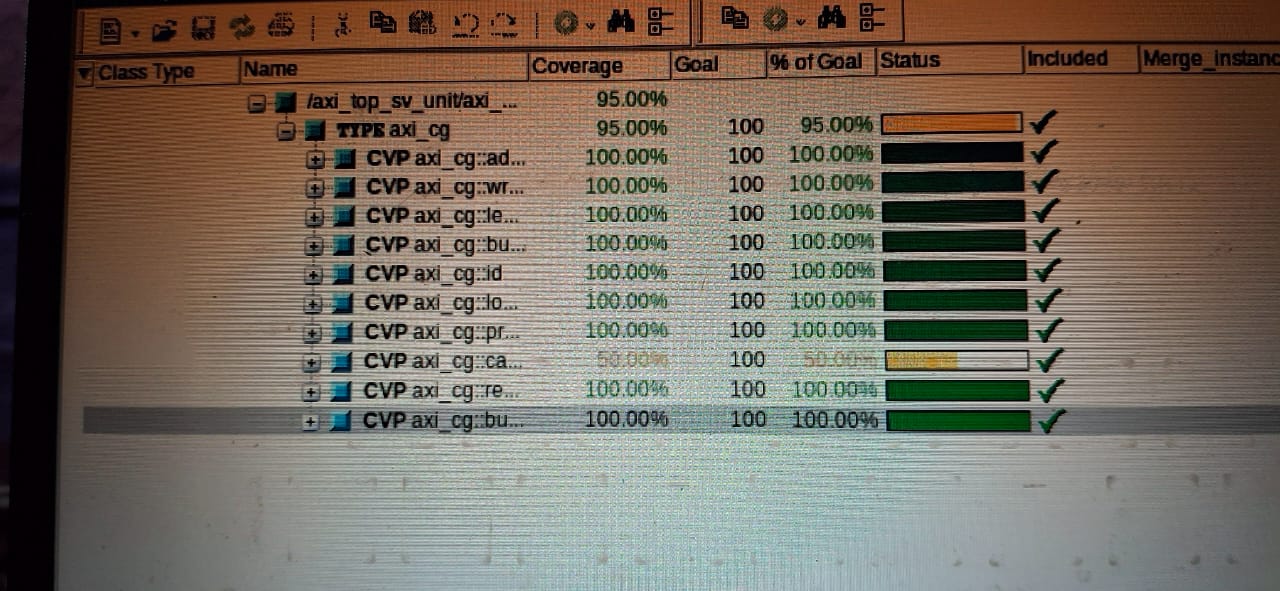 Class Type Name Coverage Goal % of Goal Status Included Merge_instanc
/axi_top_sv_unit/axi_... 95.00%
TYPE axi_cg 95.00% 100 95.00%
CVP axi_cg::ad... 100.00% 100 100.00%
CVP axi_cg::wr... 100.00% 100 100.00%
CVP axi_cg::le... 100.00% 100 100.00%
CVP axi_cg::bu... 100.00% 100 100.00%
CVP axi_cg::id 100.00% 100 100.00%
CVP axi_cg::lo... 100.00% 100 100.00%
CVP axi_cg::pr... 100.00% 100 100.00%
CVP axi_cg::ca... 50.00% 100 50.00%
CVP axi_cg::re... 100.00% 100 100.00%
CVP axi_cg::bu... 100.00% 100 100.00%